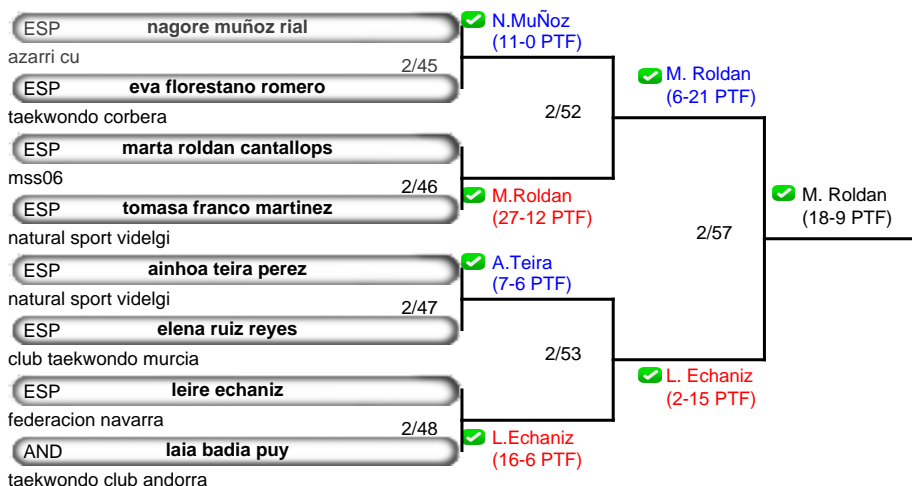 ESP nagore muñoz rial
azarri cu
2/45
ESP eva florestano romero
taekwondo corbera
ESP marta roldan cantallops
mss06
2/46
ESP tomasa franco martinez
natural sport videlgi
ESP ainhoa teira perez
natural sport videlgi
2/47
ESP elena ruiz reyes
club taekwondo murcia
ESP leire echaniz
federacion navarra
2/48
AND laia badia puy
taekwondo club andorra
N.MuÑoz
(11-0 PTF)
2/52
M.Roldan
(27-12 PTF)
A.Teira
(7-6 PTF)
2/53
L.Echaniz
(16-6 PTF)
M. Roldan
(6-21 PTF)
2/57
L. Echaniz
(2-15 PTF)
M. Roldan
(18-9 PTF)